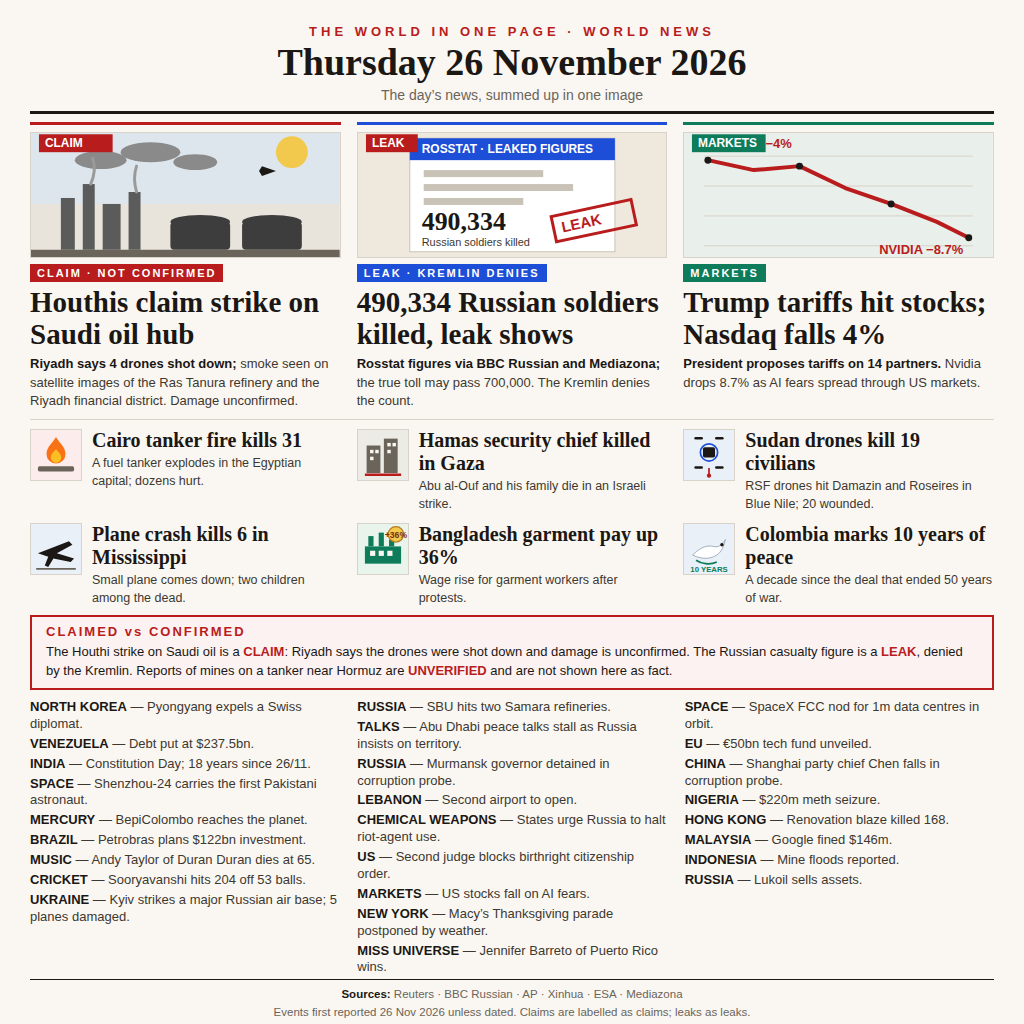 THE WORLD IN ONE PAGE · WORLD NEWS
Thursday 26 November 2026
The day's news, summed up in one image
CLAIM
CLAIM · NOT CONFIRMED
Houthis claim strike on
Saudi oil hub
Riyadh says 4 drones shot down; smoke seen on
satellite images of the Ras Tanura refinery and the
Riyadh financial district. Damage unconfirmed.
LEAK
ROSSTAT · LEAKED FIGURES
490,334
Russian soldiers killed
LEAK
LEAK · KREMLIN DENIES
490,334 Russian soldiers
killed, leak shows
Rosstat figures via BBC Russian and Mediazona;
the true toll may pass 700,000. The Kremlin denies
the count.
MARKETS
−4%
NVIDIA −8.7%
MARKETS
Trump tariffs hit stocks;
Nasdaq falls 4%
President proposes tariffs on 14 partners. Nvidia
drops 8.7% as AI fears spread through US markets.
Cairo tanker fire kills 31
A fuel tanker explodes in the Egyptian
capital; dozens hurt.
Hamas security chief killed
in Gaza
Abu al-Ouf and his family die in an Israeli
strike.
Sudan drones kill 19
civilians
RSF drones hit Damazin and Roseires in
Blue Nile; 20 wounded.
Plane crash kills 6 in
Mississippi
Small plane comes down; two children
among the dead.
+36%
Bangladesh garment pay up
36%
Wage rise for garment workers after
protests.
10 YEARS
Colombia marks 10 years of
peace
A decade since the deal that ended 50 years
of war.
CLAIMED vs CONFIRMED
The Houthi strike on Saudi oil is a CLAIM: Riyadh says the drones were shot down and damage is unconfirmed. The Russian casualty figure is a LEAK, denied
by the Kremlin. Reports of mines on a tanker near Hormuz are UNVERIFIED and are not shown here as fact.
NORTH KOREA — Pyongyang expels a Swiss
diplomat.
VENEZUELA — Debt put at $237.5bn.
INDIA — Constitution Day; 18 years since 26/11.
SPACE — Shenzhou-24 carries the first Pakistani
astronaut.
MERCURY — BepiColombo reaches the planet.
BRAZIL — Petrobras plans $122bn investment.
MUSIC — Andy Taylor of Duran Duran dies at 65.
CRICKET — Sooryavanshi hits 204 off 53 balls.
UKRAINE — Kyiv strikes a major Russian air base; 5
planes damaged.
RUSSIA — SBU hits two Samara refineries.
TALKS — Abu Dhabi peace talks stall as Russia
insists on territory.
RUSSIA — Murmansk governor detained in
corruption probe.
LEBANON — Second airport to open.
CHEMICAL WEAPONS — States urge Russia to halt
riot-agent use.
US — Second judge blocks birthright citizenship
order.
MARKETS — US stocks fall on AI fears.
NEW YORK — Macy's Thanksgiving parade
postponed by weather.
MISS UNIVERSE — Jennifer Barreto of Puerto Rico
wins.
SPACE — SpaceX FCC nod for 1m data centres in
orbit.
EU — €50bn tech fund unveiled.
CHINA — Shanghai party chief Chen falls in
corruption probe.
NIGERIA — $220m meth seizure.
HONG KONG — Renovation blaze killed 168.
MALAYSIA — Google fined $146m.
INDONESIA — Mine floods reported.
RUSSIA — Lukoil sells assets.
Sources: Reuters · BBC Russian · AP · Xinhua · ESA · Mediazona
Events first reported 26 Nov 2026 unless dated. Claims are labelled as claims; leaks as leaks.